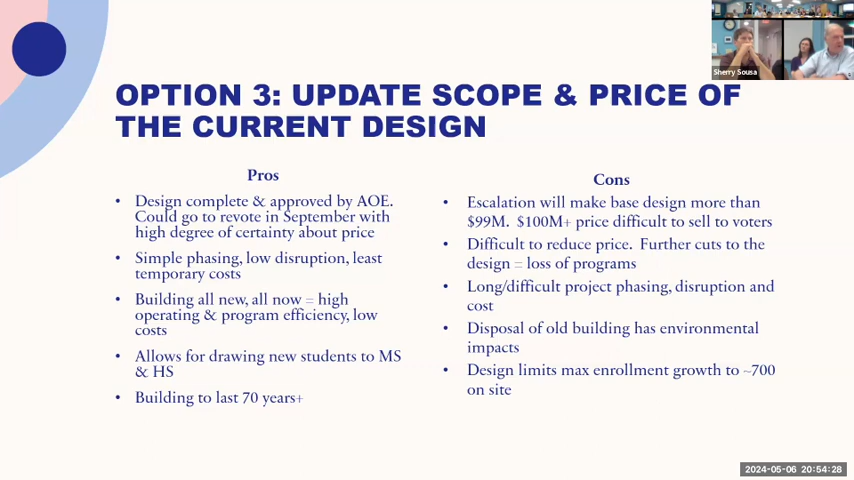 Sherry Sousa
OPTION 3: UPDATE SCOPE & PRICE OF
THE CURRENT DESIGN
Pros
• Design complete & approved by AOE.
Could go to revote in September with
high degree of certainty about price
• Simple phasing, low disruption, least
temporary costs
• Building all new, all now = high
operating & program efficiency, low
costs
• Allows for drawing new students to MS
& HS
• Building to last 70 years+
Cons
• Escalation will make base design more than
$99M. $100M+ price difficult to sell to voters
• Difficult to reduce price. Further cuts to the
design = loss of programs
• Long/difficult project phasing, disruption and
cost
• Disposal of old building has environmental
impacts
• Design limits max enrollment growth to ~700
on site
2024-05-06 20:54:28